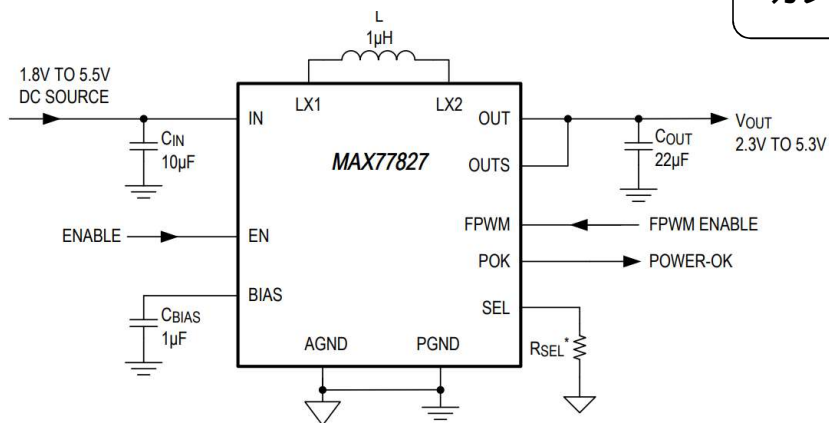 L
1µH
1.8V TO 5.5V
DC SOURCE
LX1
LX2
IN
OUT
CIN
10µF
MAX77827
COUT
22µF
VOUT
2.3V TO 5.3V
OUTS
ENABLE
EN
FPWM
FPWM ENABLE
POK
POWER-OK
BIAS
CBIAS
1µF
SEL
RSEL*
AGND
PGND